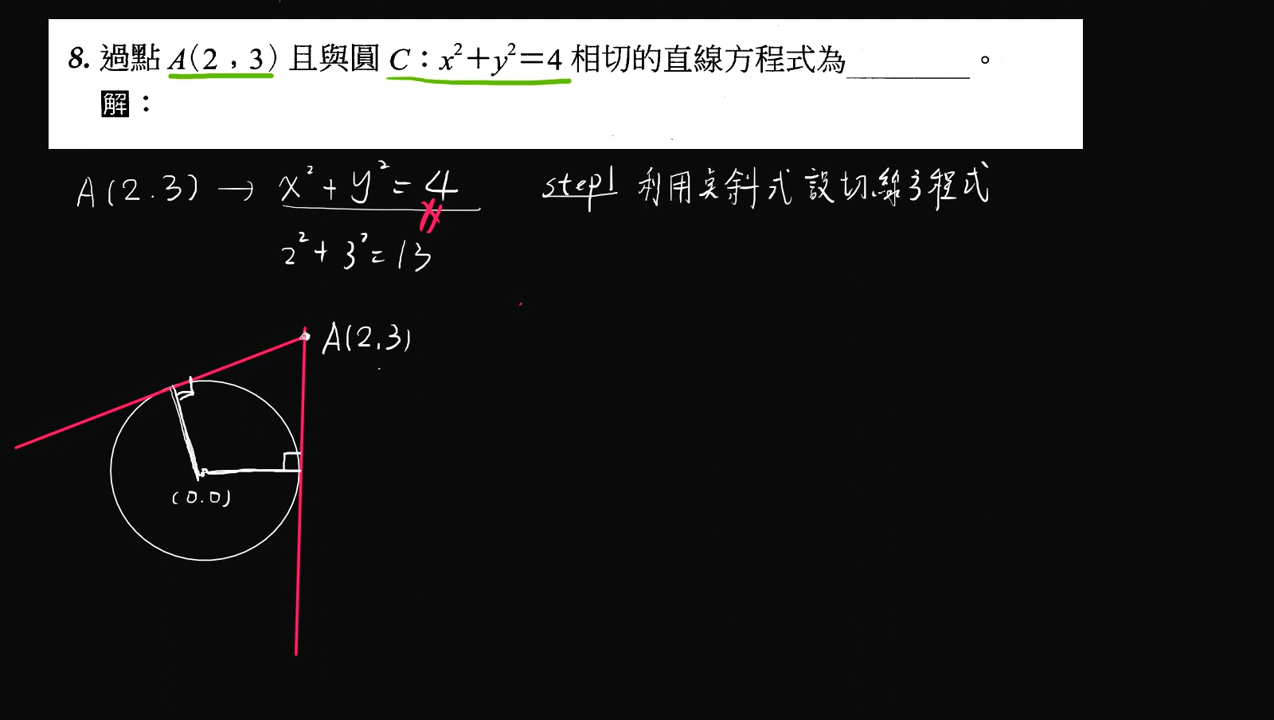 8. 過點 A(2,3) 且與圓 C:x²+y²=4 相切的直線方程式為________。
解:
A(2.3) → x²+y²=4
2²+3²=13
step1 利用點斜式設切線方程式
A(2,3)
(0.0)